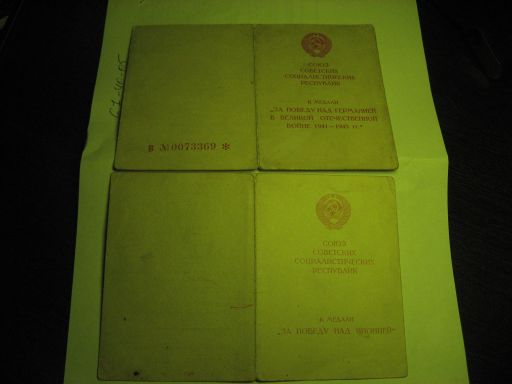 СОЮЗ
СОВЕТСКИХ
СОЦИАЛИСТИЧЕСКИХ
РЕСПУБЛИК
К МЕДАЛИ
„ЗА ПОБЕДУ НАД ГЕРМАНИЕЙ
В ВЕЛИКОЙ ОТЕЧЕСТВЕННОЙ
ВОЙНЕ 1941—1945 гг."
В №0073369 *
СОЮЗ
СОВЕТСКИХ
СОЦИАЛИСТИЧЕСКИХ
РЕСПУБЛИК
К МЕДАЛИ
„ЗА ПОБЕДУ НАД ЯПОНИЕЙ"